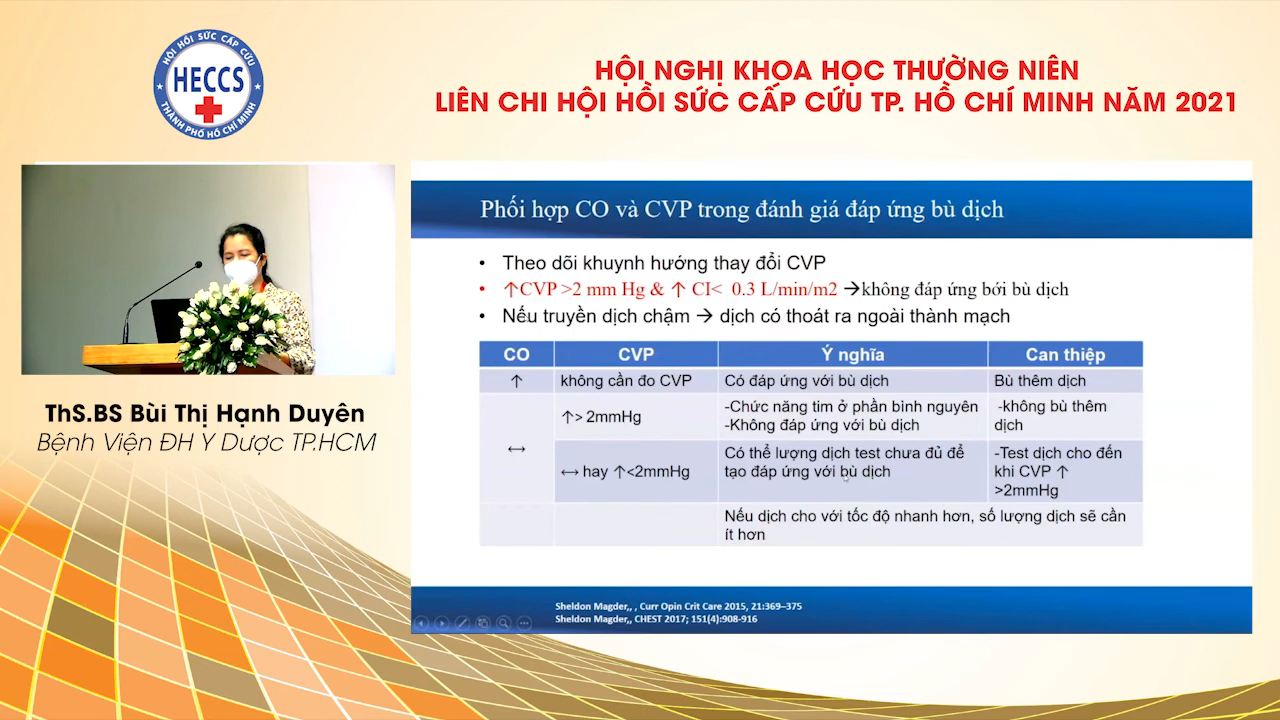 HỘI HỒI SỨC CẤP CỨU
HECCS
THÀNH PHỐ HỒ CHÍ MINH
HỘI NGHỊ KHOA HỌC THƯỜNG NIÊN
LIÊN CHI HỘI HỒI SỨC CẤP CỨU TP. HỒ CHÍ MINH NĂM 2021
ThS.BS Bùi Thị Hạnh Duyên
Bệnh Viện ĐH Y Dược TP.HCM
Phối hợp CO và CVP trong đánh giá đáp ứng bù dịch
• Theo dõi khuynh hướng thay đổi CVP
• ↑CVP >2 mm Hg & ↑ CI< 0.3 L/min/m2 →không đáp ứng bới bù dịch
• Nếu truyền dịch chậm → dịch có thoát ra ngoài thành mạch
CO CVP Ý nghĩa Can thiệp
↑ không cần đo CVP Có đáp ứng với bù dịch Bù thêm dịch
↔ ↑> 2mmHg
-Chức năng tim ở phần bình nguyên
-Không đáp ứng với bù dịch
-không bù thêm
dịch
↔ hay ↑<2mmHg
Có thể lượng dịch test chưa đủ để
tạo đáp ứng với bù dịch
-Test dịch cho đến
khi CVP ↑
>2mmHg
Nếu dịch cho với tốc độ nhanh hơn, số lượng dịch sẽ cần
ít hơn
Sheldon Magder,, , Curr Opin Crit Care 2015, 21:369–375
Sheldon Magder,, CHEST 2017; 151(4):908-916